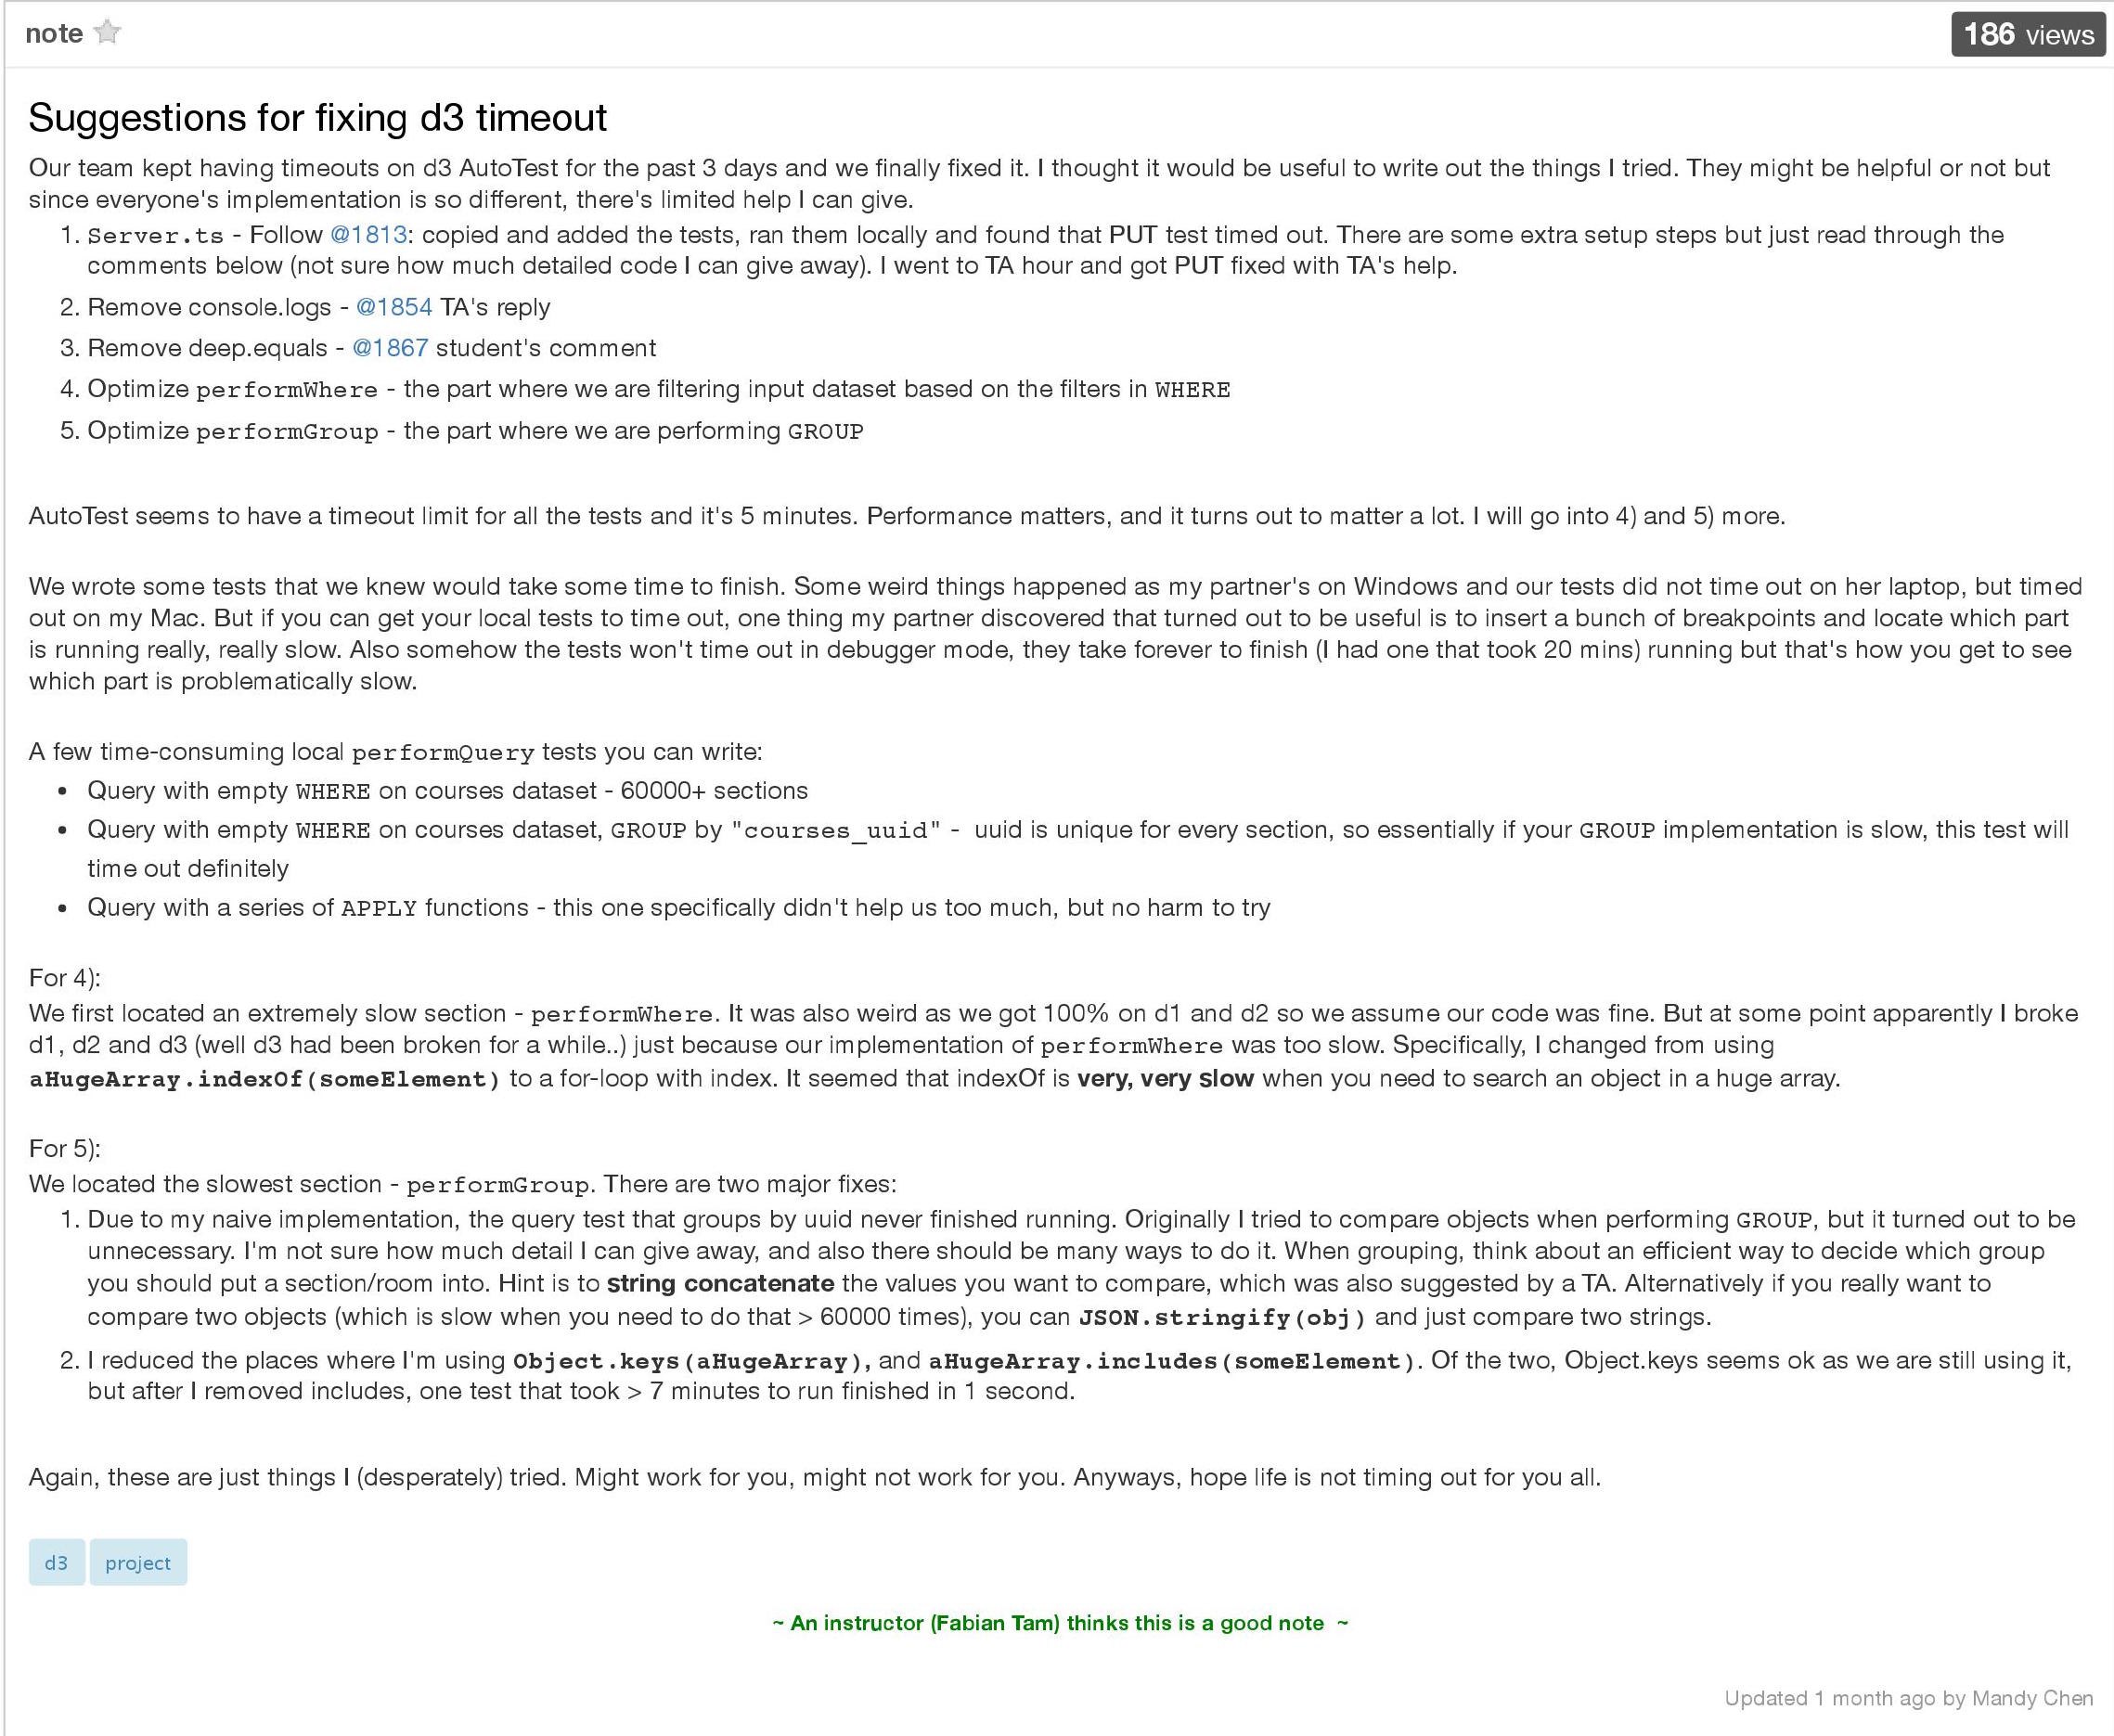 note
186 views
Suggestions for fixing d3 timeout
Our team kept having timeouts on d3 AutoTest for the past 3 days and we finally fixed it. I thought it would be useful to write out the things I tried. They might be helpful or not but
since everyone's implementation is so different, there's limited help I can give.
1. Server.ts - Follow @1813: copied and added the tests, ran them locally and found that PUT test timed out. There are some extra setup steps but just read through the
comments below (not sure how much detailed code I can give away). I went to TA hour and got PUT fixed with TA's help.
2. Remove console.logs - @1854 TA's reply
3. Remove deep.equals - @1867 student's comment
4. Optimize performWhere - the part where we are filtering input dataset based on the filters in WHERE
5. Optimize performGroup - the part where we are performing GROUP
AutoTest seems to have a timeout limit for all the tests and it's 5 minutes. Performance matters, and it turns out to matter a lot. I will go into 4) and 5) more.
We wrote some tests that we knew would take some time to finish. Some weird things happened as my partner's on Windows and our tests did not time out on her laptop, but timed
out on my Mac. But if you can get your local tests to time out, one thing my partner discovered that turned out to be useful is to insert a bunch of breakpoints and locate which part
is running really, really slow. Also somehow the tests won't time out in debugger mode, they take forever to finish (I had one that took 20 mins) running but that's how you get to see
which part is problematically slow.
A few time-consuming local performQuery tests you can write:
• Query with empty WHERE on courses dataset - 60000+ sections
• Query with empty WHERE on courses dataset, GROUP by "courses_uuid" - uuid is unique for every section, so essentially if your GROUP implementation is slow, this test will
time out definitely
• Query with a series of APPLY functions - this one specifically didn't help us too much, but no harm to try
For 4):
We first located an extremely slow section - performWhere. It was also weird as we got 100% on d1 and d2 so we assume our code was fine. But at some point apparently I broke
d1, d2 and d3 (well d3 had been broken for a while..) just because our implementation of performWhere was too slow. Specifically, I changed from using
aHugeArray.indexOf(someElement) to a for-loop with index. It seemed that indexOf is very, very slow when you need to search an object in a huge array.
For 5):
We located the slowest section - performGroup. There are two major fixes:
1. Due to my naive implementation, the query test that groups by uuid never finished running. Originally I tried to compare objects when performing GROUP, but it turned out to be
unnecessary. I'm not sure how much detail I can give away, and also there should be many ways to do it. When grouping, think about an efficient way to decide which group
you should put a section/room into. Hint is to string concatenate the values you want to compare, which was also suggested by a TA. Alternatively if you really want to
compare two objects (which is slow when you need to do that > 60000 times), you can JSON.stringify(obj) and just compare two strings.
2. I reduced the places where I'm using Object.keys(aHugeArray), and aHugeArray.includes(someElement). Of the two, Object.keys seems ok as we are still using it,
but after I removed includes, one test that took > 7 minutes to run finished in 1 second.
Again, these are just things I (desperately) tried. Might work for you, might not work for you. Anyways, hope life is not timing out for you all.
d3 project
~ An instructor (Fabian Tam) thinks this is a good note ~
Updated 1 month ago by Mandy Chen